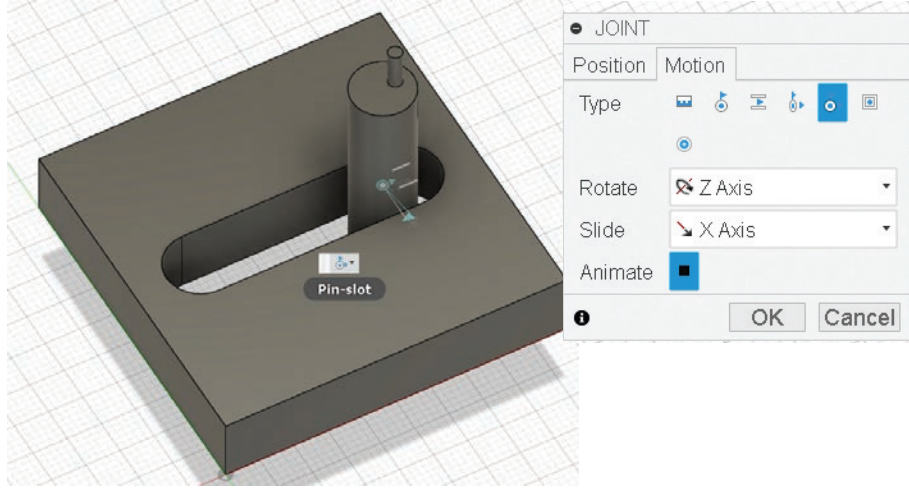 JOINT
Position Motion
Type
Rotate Z Axis
Slide X Axis
Animate
OK Cancel
Pin-slot